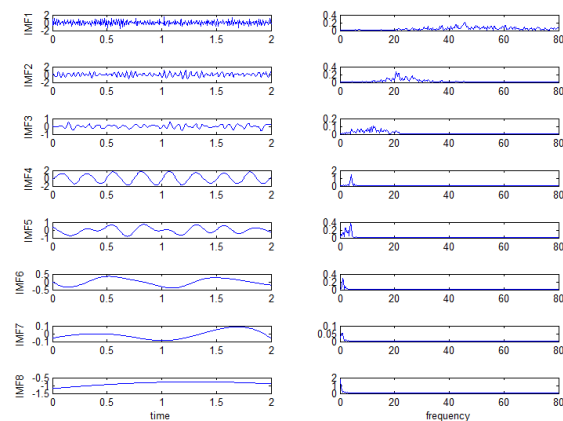 IMF1 2 0 -2 0 0.5 1 1.5 2 0.4 0.2 0 0 20 40 60 80
IMF2 2 0 -2 0 0.5 1 1.5 2 0.4 0.2 0 0 20 40 60 80
IMF3 1 0 -1 0 0.5 1 1.5 2 0.2 0.1 0 0 20 40 60 80
IMF4 2 0 -2 0 0.5 1 1.5 2 2 1 0 0 20 40 60 80
IMF5 1 0 -1 0 0.5 1 1.5 2 0.4 0.2 0 0 20 40 60 80
IMF6 0.5 0 -0.5 0 0.5 1 1.5 2 0.4 0.2 0 0 20 40 60 80
IMF7 0.1 0 -0.1 0 0.5 1 1.5 2 0.1 0.05 0 0 20 40 60 80
IMF8 -0.5 -1 -1.5 0 0.5 1 1.5 2 2 1 0 0 20 40 60 80
time frequency